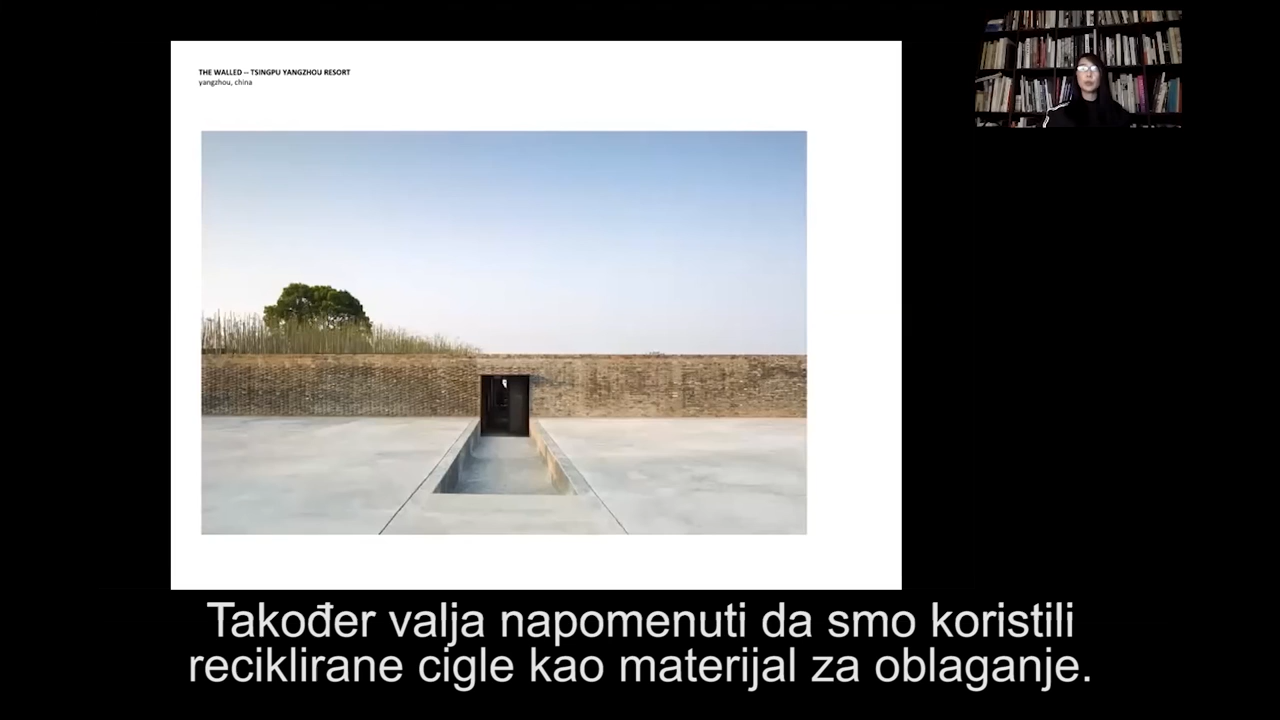 THE WALLED -- TSINGPU YANGZHOU RESORT
yangzhou, china
Također valja napomenuti da smo koristili
reciklirane cigle kao materijal za oblaganje.